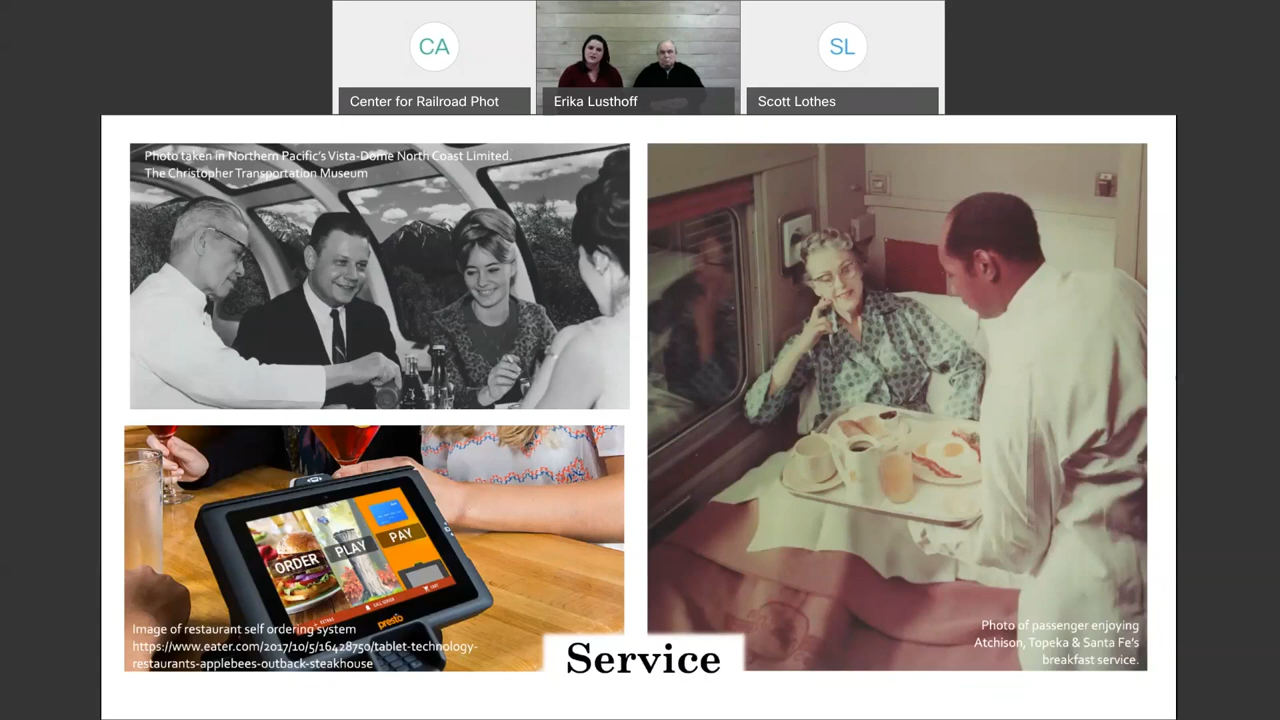 CA
SL
Center for Railroad Phot
Erika Lusthoff
Scott Lothes
Photo taken in Northern Pacific's Vista-Dome North Coast Limited.
The Christopher Transportation Museum
ORDER
PLAY
PAY
CALL SERVER
presto
Image of restaurant self ordering system
https://www.eater.com/2017/10/5/16428750/tablet-technology-
restaurants-applebees-outback-steakhouse
Service
Photo of passenger enjoying
Atchison, Topeka & Santa Fe's
breakfast service.